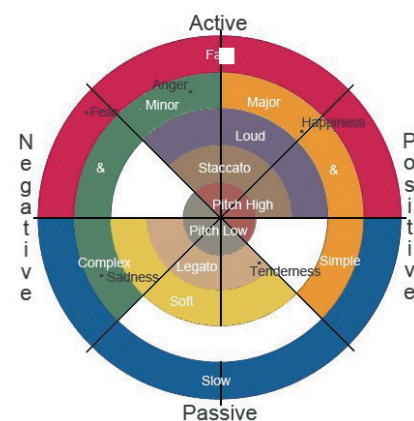 Active
Fa
Anger
Minor
Major
Fear
Happiness
Loud
Negative
Positive
&
Staccato
&
Pitch High
Pitch Low
Complex
Sadness
Legato
Tenderness
Simple
Soft
Slow
Passive